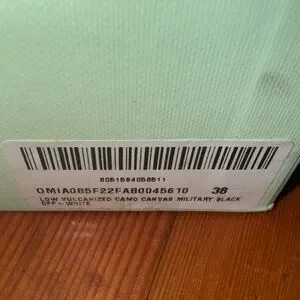 8051594058511
OMIA085F22FAB0045610 38
LOW VULCANIZED CAMO CANVAS MILITARY BLACK
OFF-WHITE